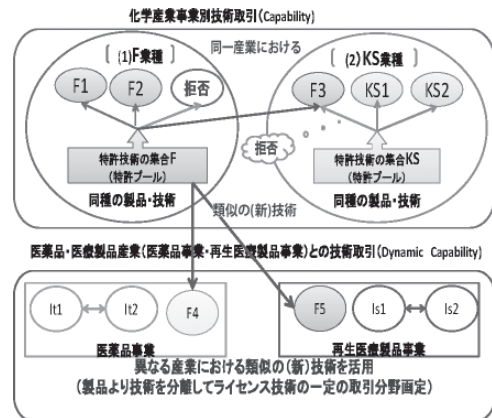 化学産業事業別技術取引(Capability)
(1)F業種
同一産業における
(2)KS業種
F1
F2
拒否
F3
KS1
KS2
拒否
特許技術の集合F
(特許プール)
特許技術の集合KS
(特許プール)
同種の製品・技術
同種の製品・技術
類似の(新)技術
医薬品・医療製品産業(医薬品事業・再生医療製品事業)との技術取引(Dynamic Capability)
It1
It2
F4
F5
Is1
Is2
医薬品事業
再生医療製品事業
異なる産業における類似の(新)技術を活用
(製品より技術を分離してライセンス技術の一定の取引分野画定)